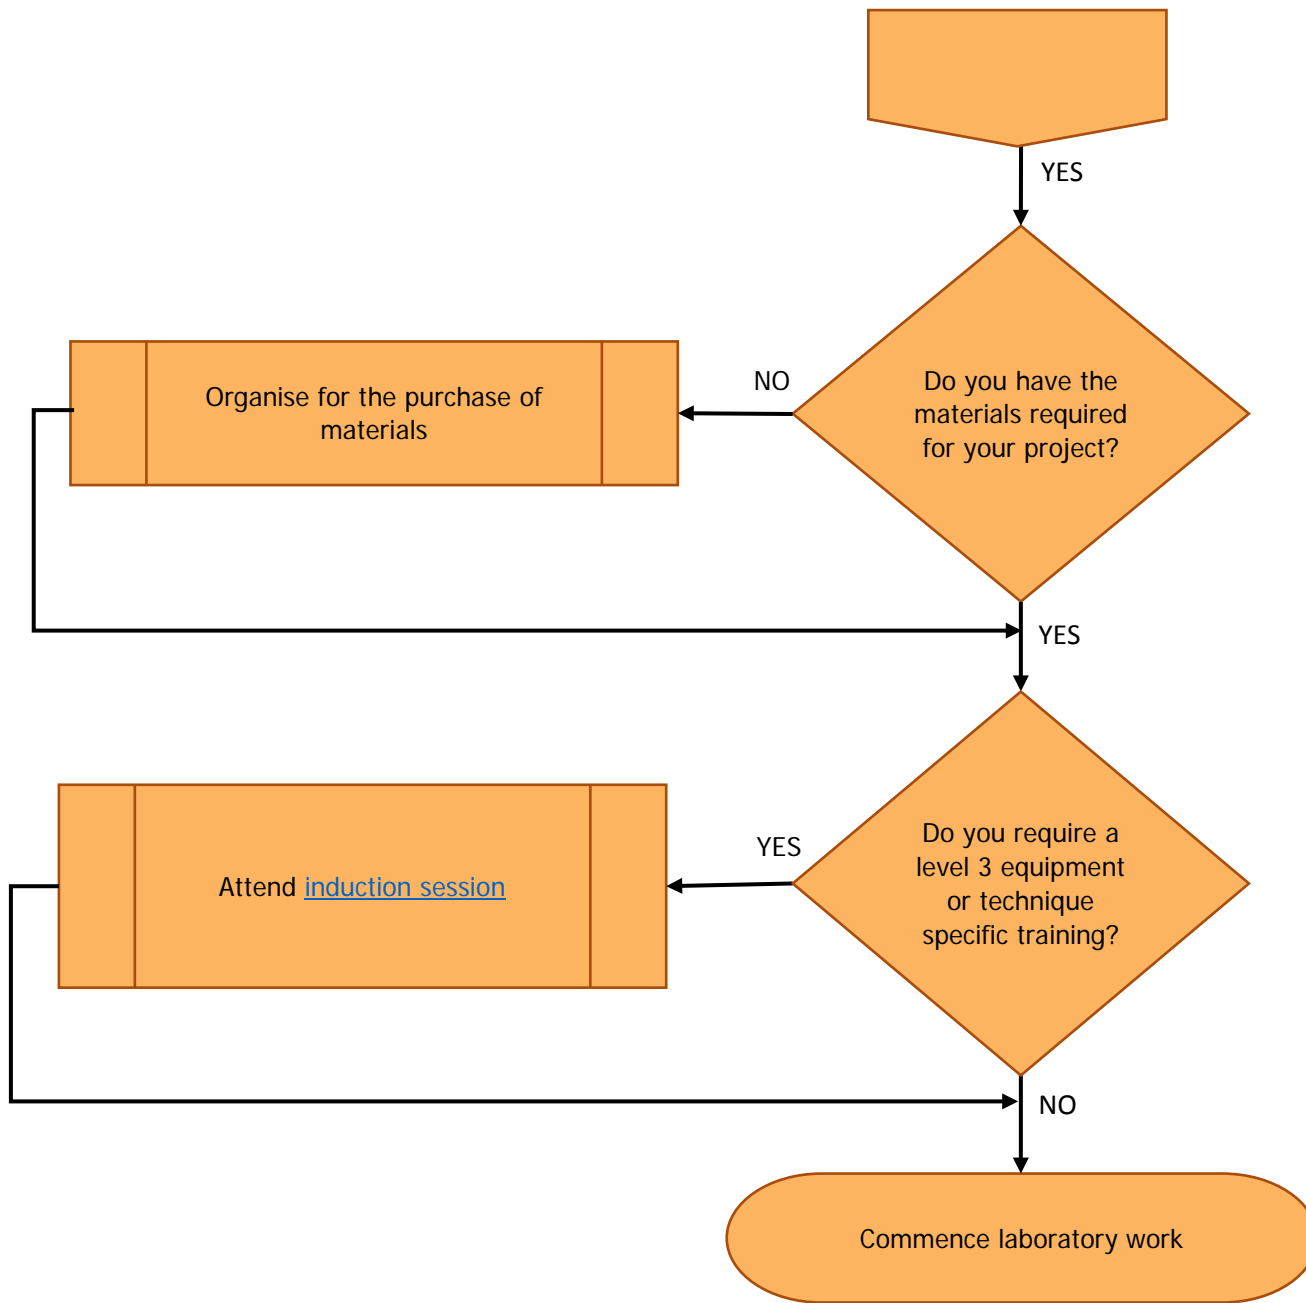 YES
Do you have the
materials required
for your project?
NO
Organise for the purchase of
materials
YES
Do you require a
level 3 equipment
or technique
specific training?
YES
Attend induction session
NO
Commence laboratory work